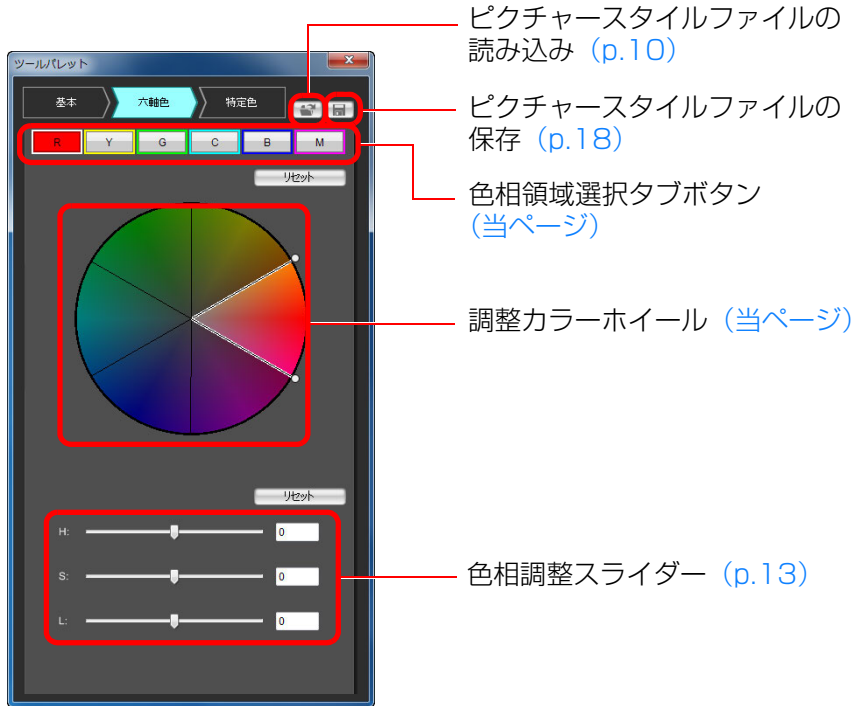 ピクチャースタイルファイルの
読み込み（p.10）
ツールパレット
基本
六軸色
特定色
ピクチャースタイルファイルの
保存（p.18）
R
Y
G
C
B
M
リセット
色相領域選択タブボタン
（当ページ）
調整カラーホイール（当ページ）
リセット
H:
0
S:
0
色相調整スライダー（p.13）
L:
0